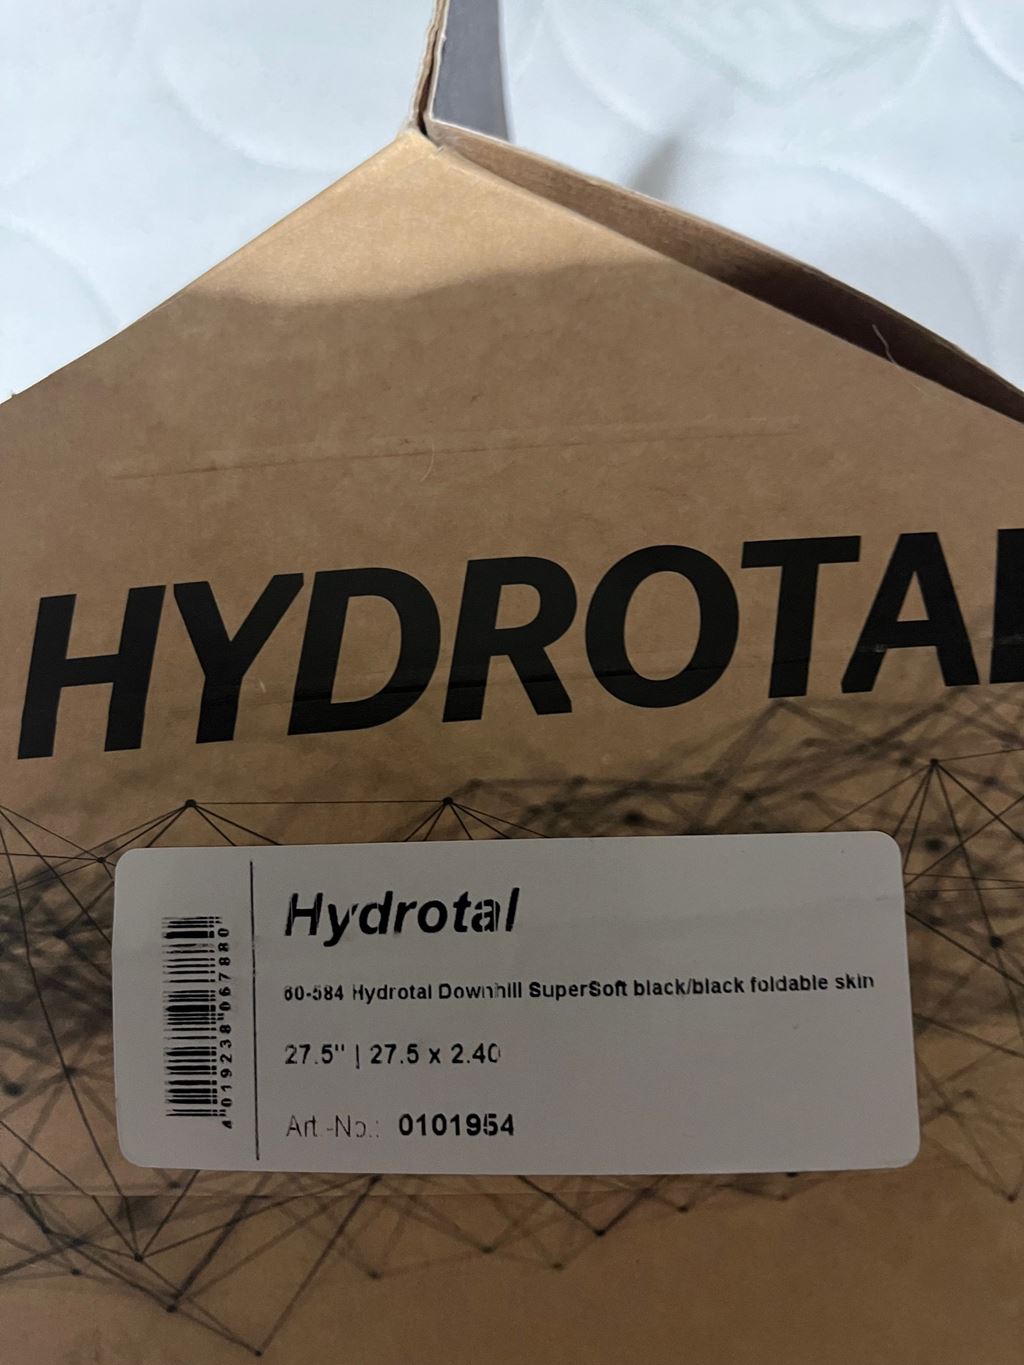 HYDROTAL
Hydrotal
60-584 Hydrotal Downhill SuperSoft black/black foldable skin
27.5" | 27.5 x 2.40
Art.-No.: 0101954
4 019238 067880